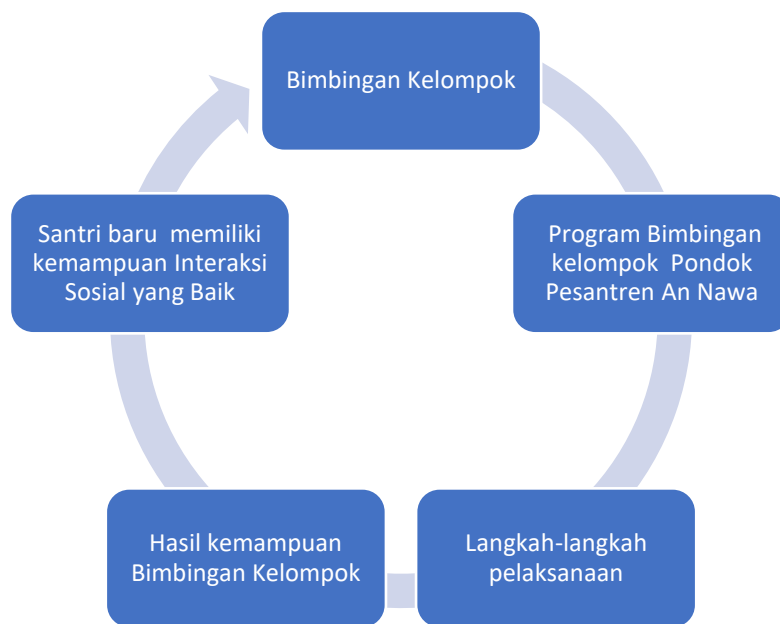 Bimbingan Kelompok
Program Bimbingan
kelompok Pondok
Pesantren An Nawa
Langkah-langkah
pelaksanaan
Hasil kemampuan
Bimbingan Kelompok
Santri baru memiliki
kemampuan Interaksi
Sosial yang Baik